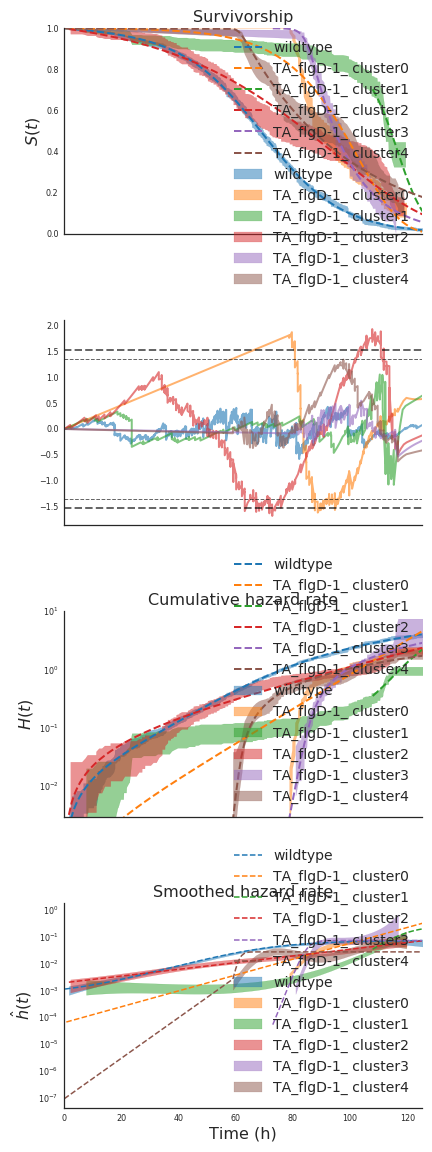 Survivorship
1.0
0.8
0.6
0.4
0.2
0.0
S(t)
wildtype
TA_flgD-1_ cluster0
TA_flgD-1_ cluster1
TA_flgD-1_ cluster2
TA_flgD-1_ cluster3
TA_flgD-1_ cluster4
wildtype
TA_flgD-1_ cluster0
TA_flgD-1_ cluster1
TA_flgD-1_ cluster2
TA_flgD-1_ cluster3
TA_flgD-1_ cluster4
2.0
1.5
1.0
0.5
0.0
−0.5
−1.0
−1.5
wildtype
TA_flgD-1_ cluster0
Cumulative hazard rate
TA_flgD-1_ cluster1
TA_flgD-1_ cluster2
TA_flgD-1_ cluster3
TA_flgD-1_ cluster4
wildtype
TA_flgD-1_ cluster0
TA_flgD-1_ cluster1
TA_flgD-1_ cluster2
TA_flgD-1_ cluster3
TA_flgD-1_ cluster4
10¹
10⁰
10⁻¹
10⁻²
H(t)
wildtype
TA_flgD-1_ cluster0
Smoothed hazard rate
TA_flgD-1_ cluster1
TA_flgD-1_ cluster2
TA_flgD-1_ cluster3
TA_flgD-1_ cluster4
wildtype
TA_flgD-1_ cluster0
TA_flgD-1_ cluster1
TA_flgD-1_ cluster2
TA_flgD-1_ cluster3
TA_flgD-1_ cluster4
10⁰
10⁻¹
10⁻²
10⁻³
10⁻⁴
10⁻⁵
10⁻⁶
10⁻⁷
ĥ(t)
0 20 40 60 80 100 120
Time (h)